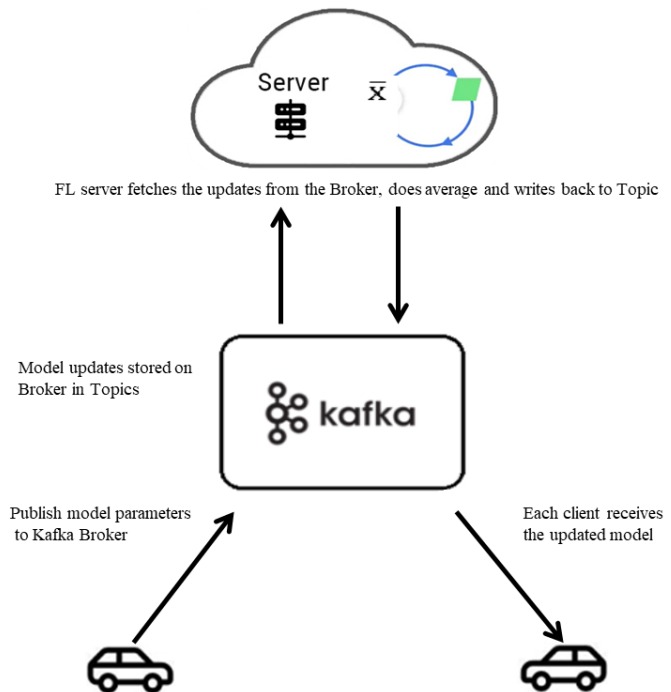 Server
x̄
FL server fetches the updates from the Broker, does average and writes back to Topic
Model updates stored on
Broker in Topics
kafka
Publish model parameters
to Kafka Broker
Each client receives
the updated model